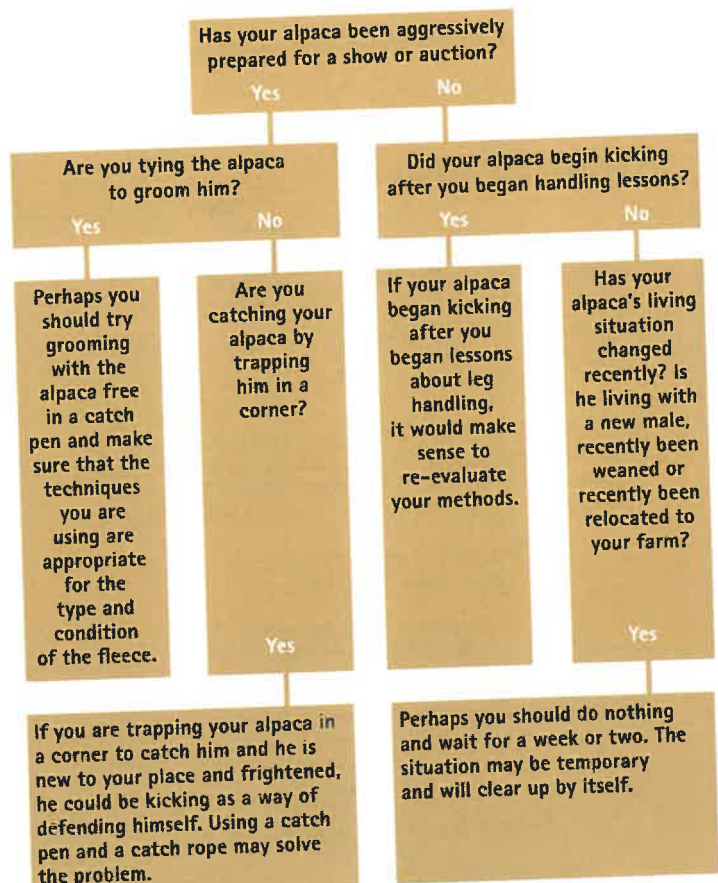 Has your alpaca been aggressively
prepared for a show or auction?
Yes
No
Are you tying the alpaca
to groom him?
Yes
No
Did your alpaca begin kicking
after you began handling lessons?
Yes
No
Perhaps you
should try
grooming
with the
alpaca free
in a catch
pen and make
sure that the
techniques
you are
using are
appropriate
for the
type and
condition
of the fleece.
Are you
catching your
alpaca by
trapping
him in a
corner?
Yes
If your alpaca
began kicking
after you
began lessons
about leg
handling,
it would make
sense to
re-evaluate
your methods.
Has your
alpaca's living
situation
changed
recently? Is
he living with
a new male,
recently been
weaned or
recently been
relocated to
your farm?
Yes
If you are trapping your alpaca in
a corner to catch him and he is
new to your place and frightened,
he could be kicking as a way of
defending himself. Using a catch
pen and a catch rope may solve
the problem.
Perhaps you should do nothing
and wait for a week or two. The
situation may be temporary
and will clear up by itself.